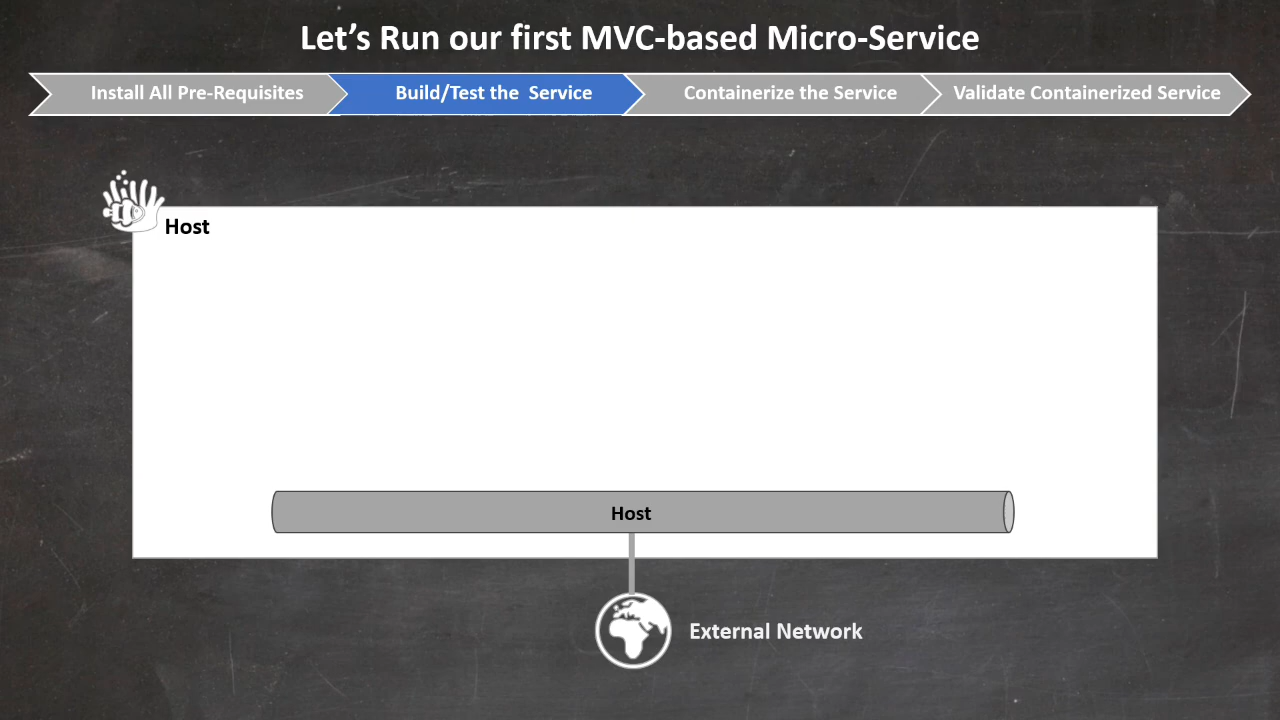 Let's Run our first MVC-based Micro-Service
Install All Pre-Requisites
Build/Test the  Service
Containerize the Service
Validate Containerized Service
Host
Host
External Network